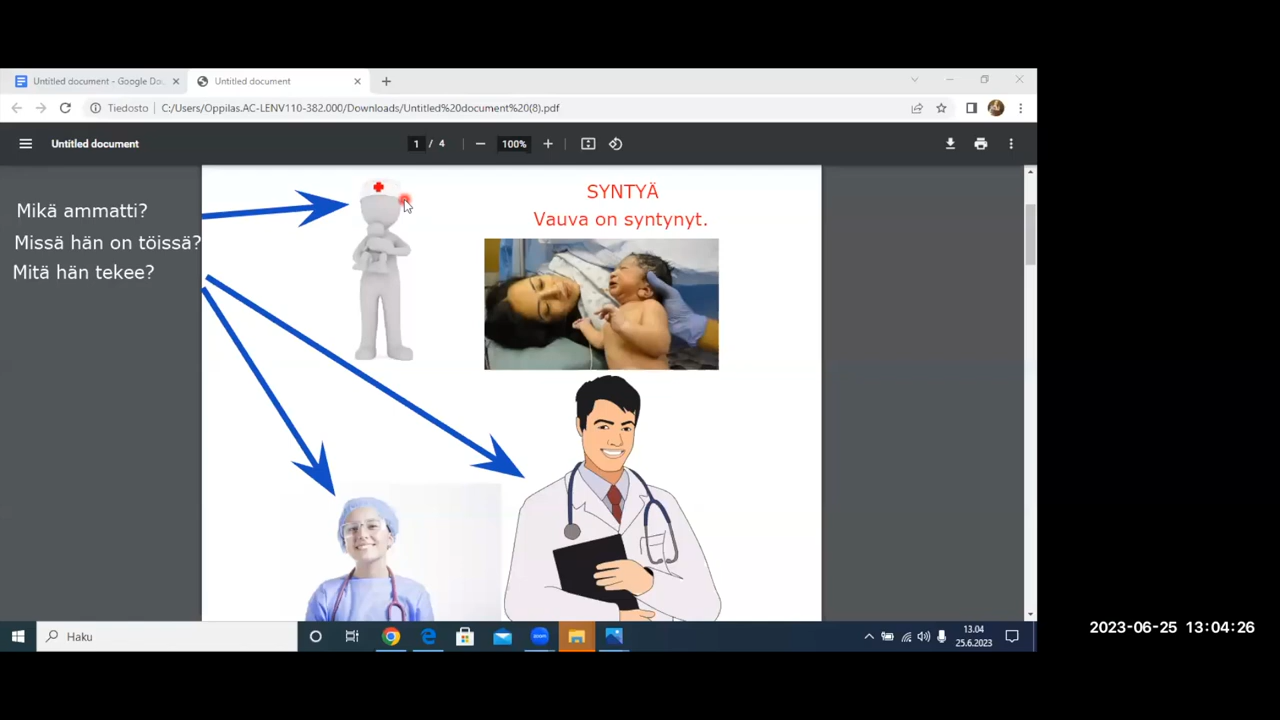 Untitled document - Google Do
Untitled document
Tiedosto
C:/Users/Oppilas.AC-LENV110-382.000/Downloads/Untitled%20document%20(8).pdf
Untitled document
1 / 4
100%
SYNTYÄ
Vauva on syntynyt.
Mikä ammatti?
Missä hän on töissä?
Mitä hän tekee?
Haku
zoom
13.04
25.6.2023
2023-06-25 13:04:26